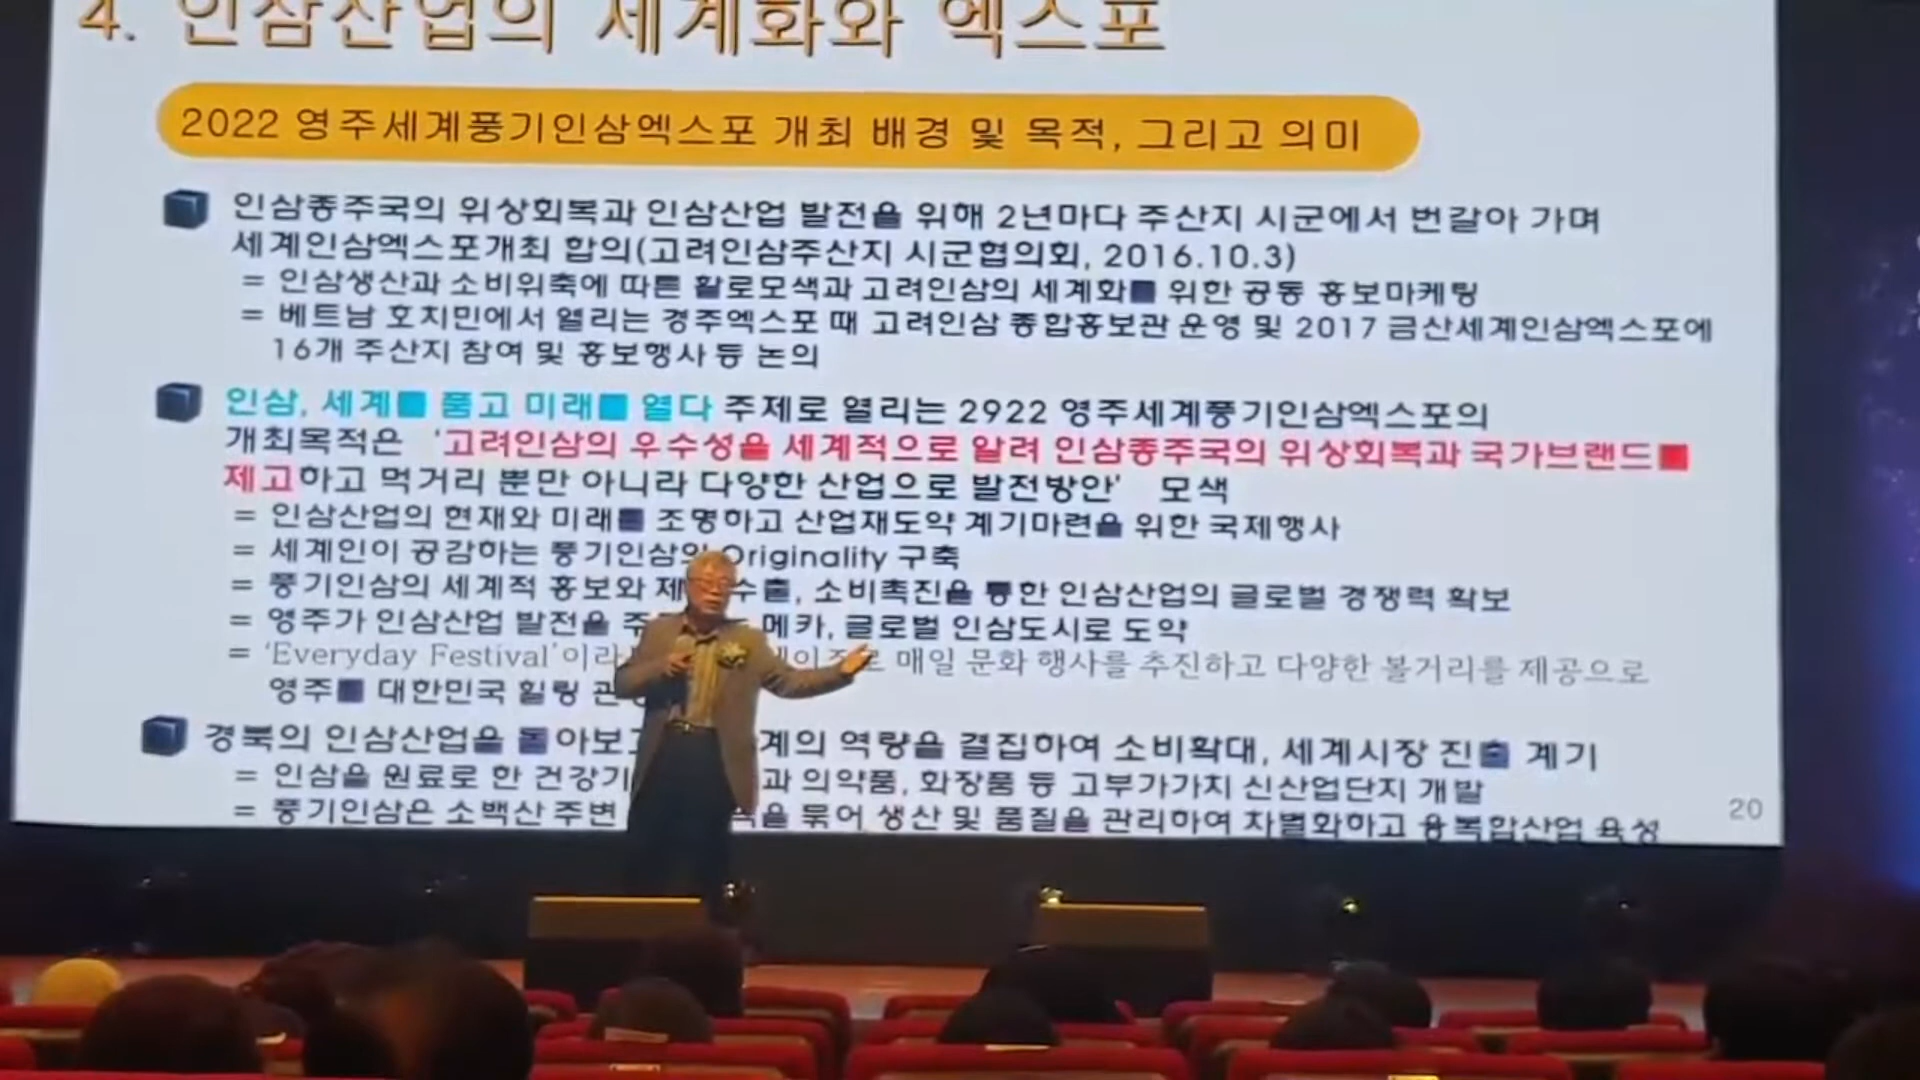 4. 인삼산업의 세계화와 엑스포
2022 영주세계풍기인삼엑스포 개최 배경 및 목적, 그리고 의미
인삼종주국의 위상회복과 인삼산업 발전을 위해 2년마다 주산지 시군에서 번갈아 가며
세계인삼엑스포개최 합의(고려인삼주산지 시군협의회, 2016.10.3)
= 인삼생산과 소비위축에 따른 활로모색과 고려인삼의 세계화를 위한 공동 홍보마케팅
= 베트남 호치민에서 열리는 경주엑스포 때 고려인삼 종합홍보관 운영 및 2017 금산세계인삼엑스포에
16개 주산지 참여 및 홍보행사 등 논의
인삼, 세계를 품고 미래를 열다 주제로 열리는 2922 영주세계풍기인삼엑스포의
개최목적은 '고려인삼의 우수성을 세계적으로 알려 인삼종주국의 위상회복과 국가브랜드를
제고하고 먹거리 뿐만 아니라 다양한 산업으로 발전방안' 모색
= 인삼산업의 현재와 미래를 조명하고 산업재도약 계기마련을 위한 국제행사
= 세계인이 공감하는 풍기인삼의 Originality 구축
= 풍기인삼의 세계적 홍보와 수출, 소비촉진을 통한 인삼산업의 글로벌 경쟁력 확보
= 영주가 인삼산업 발전을 메카, 글로벌 인삼도시로 도약
= 'Everyday Festival'이라 매일 문화 행사를 추진하고 다양한 볼거리를 제공으로
영주를 대한민국 힐링
경북의 인삼산업을 역량을 결집하여 소비확대, 세계시장 진출 계기
= 인삼을 원료로 한 의약품, 화장품 등 고부가가치 신산업단지 개발
= 풍기인삼은 소백산 주변 묶어 생산 및 품질을 관리하여 차별화하고 융복합산업 육성
20